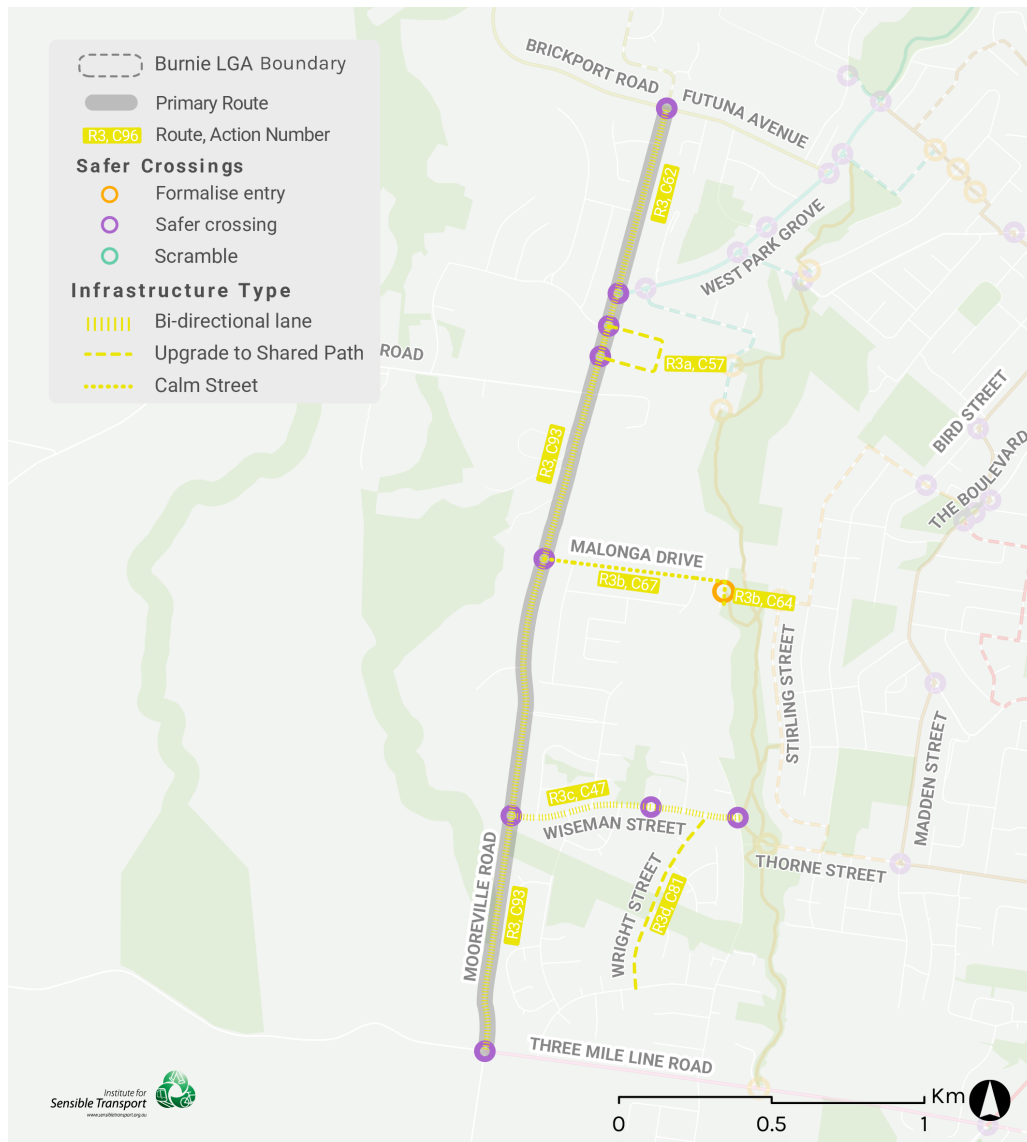 Burnie LGA Boundary
Primary Route
R3, C96 Route, Action Number
Safer Crossings
Formalise entry
Safer crossing
Scramble
Infrastructure Type
Bi-directional lane
Upgrade to Shared Path
Calm Street
BRICKPORT ROAD
FUTUNA AVENUE
R3, C62
WEST PARK GROVE
ROAD
R3a, C57
BIRD STREET
R3, C93
THE BOULEVARD
MALONGA DRIVE
R3b, C67
R3b, C64
STIRLING STREET
MADDEN STREET
R3c, C47
WISEMAN STREET
THORNE STREET
MOOREVILLE ROAD
R3, C93
WRIGHT STREET
R3d, C81
THREE MILE LINE ROAD
Institute for
Sensible Transport
www.sensibletransport.org.au
Km
0 0.5 1